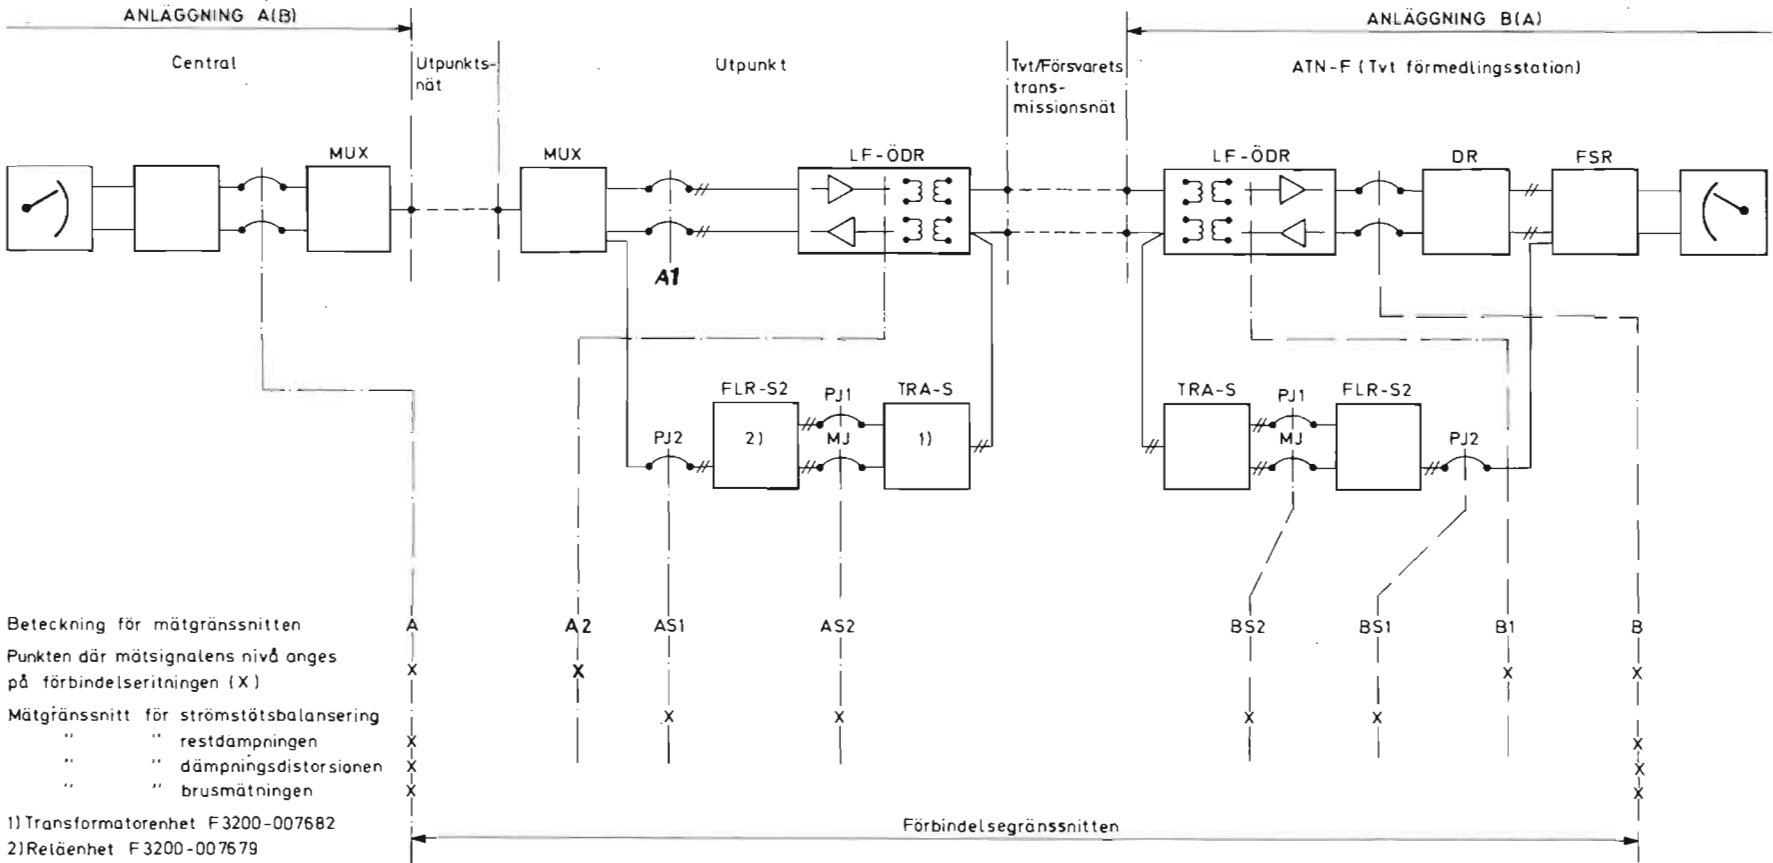 ANLÄGGNING A(B)
ANLÄGGNING B(A)
Central
Utpunkts-
nät
Utpunkt
Tvt/Försvarets
trans-
missionsnät
ATN-F (Tvt förmedlingsstation)
MUX
MUX
LF-ÖDR
LF-ÖDR
DR
FSR
A1
FLR-S2
PJ1
TRA-S
TRA-S
PJ1
FLR-S2
PJ2
2)
MJ
1)
MJ
PJ2
Beteckning för mätgränssnitten
A
A2
AS1
AS2
BS2
BS1
B1
B
Punkten där mätsignalens nivå anges
på förbindelseritningen (X)
X
X
X
X
Mätgränssnitt för strömstötsbalansering
X
X
X
X
" " restdämpningen
X
X
" " dämpningsdistorsionen
X
X
" " brusmätningen
X
X
1) Transformatorenhet F3200-007682
2) Reläenhet F3200-007679
Förbindelsegränssnitten